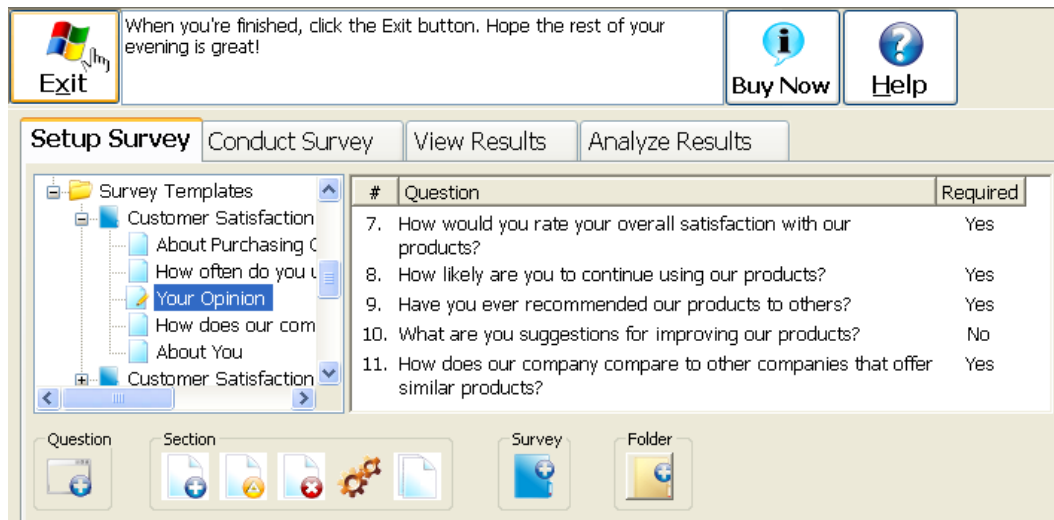 When you're finished, click the Exit button. Hope the rest of your
evening is great!
Exit
Buy Now
Help
Setup Survey
Conduct Survey
View Results
Analyze Results
Survey Templates
Customer Satisfaction
About Purchasing
How often do you
Your Opinion
How does our com
About You
Customer Satisfaction
# Question Required
7. How would you rate your overall satisfaction with our Yes
products?
8. How likely are you to continue using our products? Yes
9. Have you ever recommended our products to others? Yes
10. What are you suggestions for improving our products? No
11. How does our company compare to other companies that offer Yes
similar products?
Question
Section
Survey
Folder